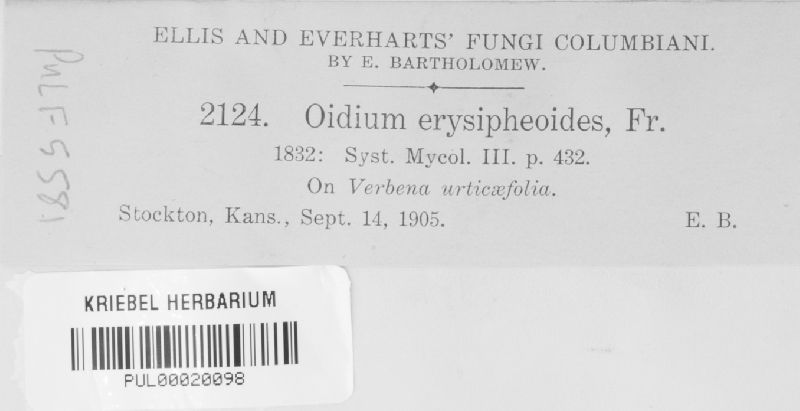 ELLIS AND EVERHARTS' FUNGI COLUMBIANI.
BY E. BARTHOLOMEW.
2124. Oidium erysipheoides, Fr.
1832: Syst. Mycol. III. p. 432.
On Verbena urticæfolia.
Stockton, Kans., Sept. 14, 1905. E. B.
PUL F 5581
KRIEBEL HERBARIUM
PUL00020098